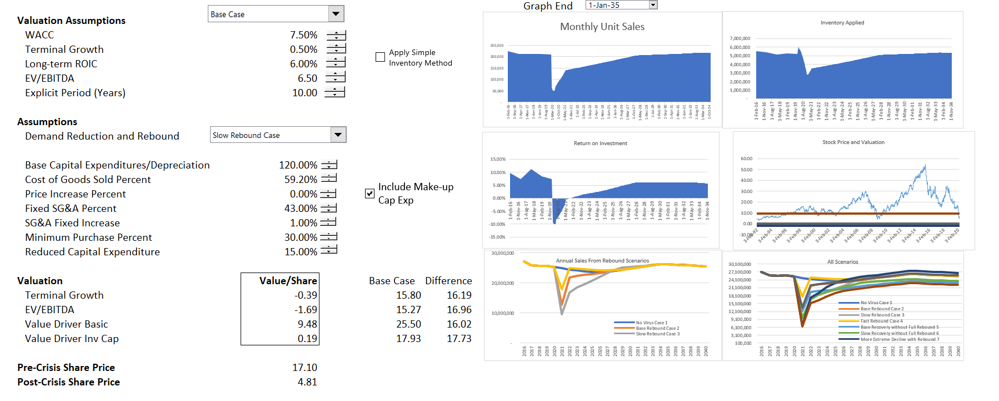 Base Case
Valuation Assumptions
WACC 7.50%
Terminal Growth 0.50%
Long-term ROIC 6.00%
EV/EBITDA 6.50
Explicit Period (Years) 10.00
Apply Simple
Inventory Method
Assumptions
Demand Reduction and Rebound Slow Rebound Case
Base Capital Expenditures/Depreciation 120.00%
Cost of Goods Sold Percent 59.20%
Price Increase Percent 0.00%
Fixed SG&A Percent 43.00%
SG&A Fixed Increase 1.00%
Minimum Purchase Percent 30.00%
Reduced Capital Expenditure 15.00%
Include Make-up
Cap Exp
Valuation Value/Share Base Case Difference
Terminal Growth -0.39 15.80 16.19
EV/EBITDA -1.69 15.27 16.96
Value Driver Basic 9.48 25.50 16.02
Value Driver Inv Cap 0.19 17.93 17.73
Pre-Crisis Share Price 17.10
Post-Crisis Share Price 4.81
Graph End 1-Jan-35
Monthly Unit Sales
250,000
200,000
150,000
100,000
50,000
-
1-Feb-16 1-Sep-16 1-Apr-17 1-Nov-17 1-Jun-18 1-Jan-19 1-Aug-19 1-Mar-20 1-Oct-20 1-May-21 1-Dec-21 1-Jul-22 1-Feb-23 1-Sep-23 1-Apr-24 1-Nov-24 1-Jun-25 1-Jan-26 1-Aug-26 1-Mar-27 1-Oct-27 1-May-28 1-Dec-28 1-Jul-29 1-Feb-30 1-Sep-30 1-Apr-31 1-Nov-31 1-Jun-32 1-Jan-33 1-Aug-33 1-Mar-34 1-Oct-34
Inventory Applied
7,000,000
6,000,000
5,000,000
4,000,000
3,000,000
2,000,000
1,000,000
-
1-Feb-16 1-Nov-16 1-Aug-17 1-May-18 1-Feb-19 1-Nov-19 1-Aug-20 1-May-21 1-Feb-22 1-Nov-22 1-Aug-23 1-May-24 1-Feb-25 1-Nov-25 1-Aug-26 1-May-27 1-Feb-28 1-Nov-28 1-Aug-29 1-May-30 1-Feb-31 1-Nov-31 1-Aug-32 1-May-33 1-Feb-34 1-Nov-34
Return on Investment
15.00%
10.00%
5.00%
0.00%
-5.00%
-10.00%
-15.00%
1-Feb-16 1-Nov-16 1-Aug-17 1-May-18 1-Feb-19 1-Nov-19 1-Aug-20 1-May-21 1-Feb-22 1-Nov-22 1-Aug-23 1-May-24 1-Feb-25 1-Nov-25 1-Aug-26 1-May-27 1-Feb-28 1-Nov-28 1-Aug-29 1-May-30 1-Feb-31 1-Nov-31 1-Aug-32 1-May-33 1-Feb-34 1-Nov-34
Stock Price and Valuation
60.00
50.00
40.00
30.00
20.00
10.00
0.00
-10.00
3-Feb-92 3-Feb-94 3-Feb-96 3-Feb-98 3-Feb-00 3-Feb-02 3-Feb-04 3-Feb-06 3-Feb-08 3-Feb-10 3-Feb-12 3-Feb-14 3-Feb-16 3-Feb-18 3-Feb-20
Annual Sales From Rebound Scenarios
30,000,000
20,000,000
10,000,000
-
No Virus Case 1
Base Rebound Case 2
Slow Rebound Case 3
2016 2017 2018 2019 2020 2021 2022 2023 2024 2025 2026 2027 2028 2029 2030 2031 2032 2033 2034 2035 2036 2037 2038 2039 2040
All Scenarios
30,100,000
27,100,000
24,100,000
21,100,000
18,100,000
15,100,000
12,100,000
9,100,000
6,100,000
3,100,000
100,000
No Virus Case 1
Base Rebound Case 2
Slow Rebound Case 3
Fast Rebound Case 4
Base Recovery without Full Rebound 5
Slow Recovery without Full Rebound 6
More Extreme Decline with Rebound 7
2016 2017 2018 2019 2020 2021 2022 2023 2024 2025 2026 2027 2028 2029 2030 2031 2032 2033 2034 2035 2036 2037 2038 2039 2040